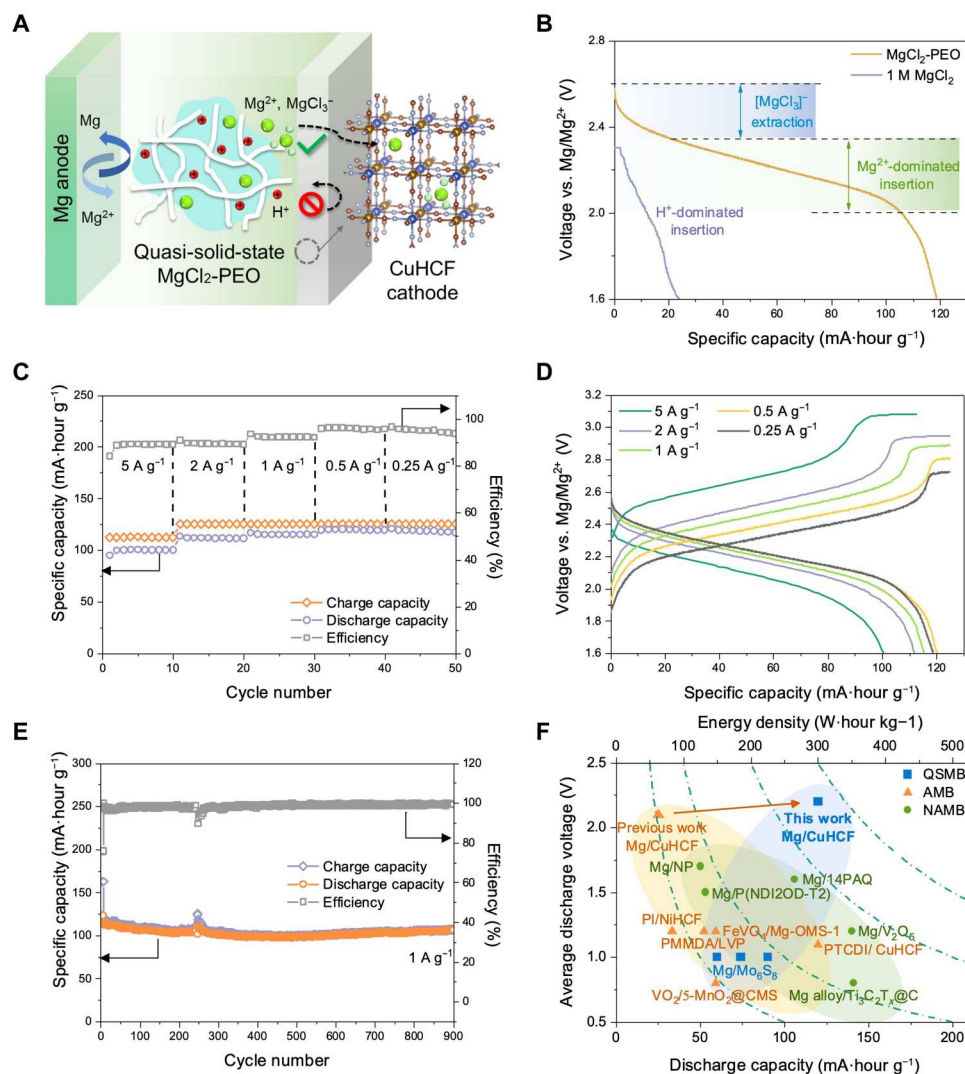 A
Mg anode
Mg
Mg²⁺
Mg²⁺, MgCl₃⁻
H⁺
Quasi-solid-state
MgCl₂-PEO
CuHCF
cathode
B
Voltage vs. Mg/Mg²⁺ (V)
2.8
2.4
2.0
1.6
MgCl₂-PEO
1 M MgCl₂
[MgCl₃]⁻
extraction
Mg²⁺-dominated
insertion
H⁺-dominated
insertion
0 20 40 60 80 100 120
Specific capacity (mA·hour g⁻¹)
C
Specific capacity (mA·hour g⁻¹)
250
225
200
175
150
125
100
75
50
25
0
5 A g⁻¹ 2 A g⁻¹ 1 A g⁻¹ 0.5 A g⁻¹ 0.25 A g⁻¹
Charge capacity
Discharge capacity
Efficiency
100
80
60
40
20
0
Efficiency (%)
0 10 20 30 40 50
Cycle number
D
Voltage vs. Mg/Mg²⁺ (V)
3.2
3.0
2.8
2.6
2.4
2.2
2.0
1.8
1.6
5 A g⁻¹ 0.5 A g⁻¹
2 A g⁻¹ 0.25 A g⁻¹
1 A g⁻¹
0 20 40 60 80 100 120
Specific capacity (mA·hour g⁻¹)
E
Specific capacity (mA·hour g⁻¹)
250
200
150
100
50
0
Charge capacity
Discharge capacity
Efficiency
1 A g⁻¹
120
100
80
60
40
20
0
Efficiency (%)
0 100 200 300 400 500 600 700 800 900
Cycle number
F
Energy density (W·hour kg−1)
0 100 200 300 400 500
Average discharge voltage (V)
2.5
2.0
1.5
1.0
0.5
QSMB
AMB
NAMB
This work
Mg/CuHCF
Previous work
Mg/CuHCF
Mg/NP
Mg/14PAQ
Mg/P(NDI2OD-T2)
PI/NiHCF
FeVO₄/Mg-OMS-1
Mg/V₂O₅
PMMDA/LVP
PTCDI/ CuHCF
Mg/Mo₆S₈
VO₂/δ-MnO₂@CMS
Mg alloy/Ti₃C₂Tₓ@C
0 50 100 150 200
Discharge capacity (mA·hour g⁻¹)